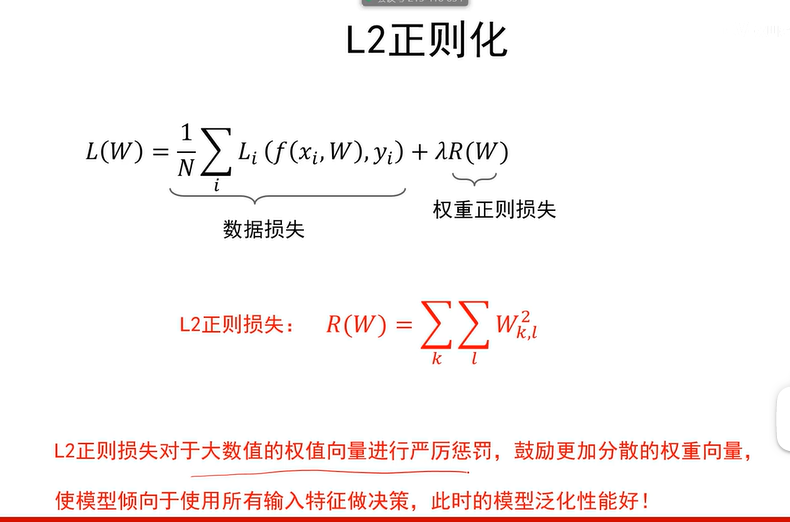 L2正则化
L(W) = \frac{1}{N} \sum_{i} L_i (f(x_i, W), y_i) + λR(W)
数据损失
权重正则损失
L2正则损失： R(W) = \sum_{k} \sum_{l} W_{k,l}^2
L2正则损失对于大数值的权值向量进行严厉惩罚，鼓励更加分散的权重向量，
使模型倾向于使用所有输入特征做决策，此时的模型泛化性能好！